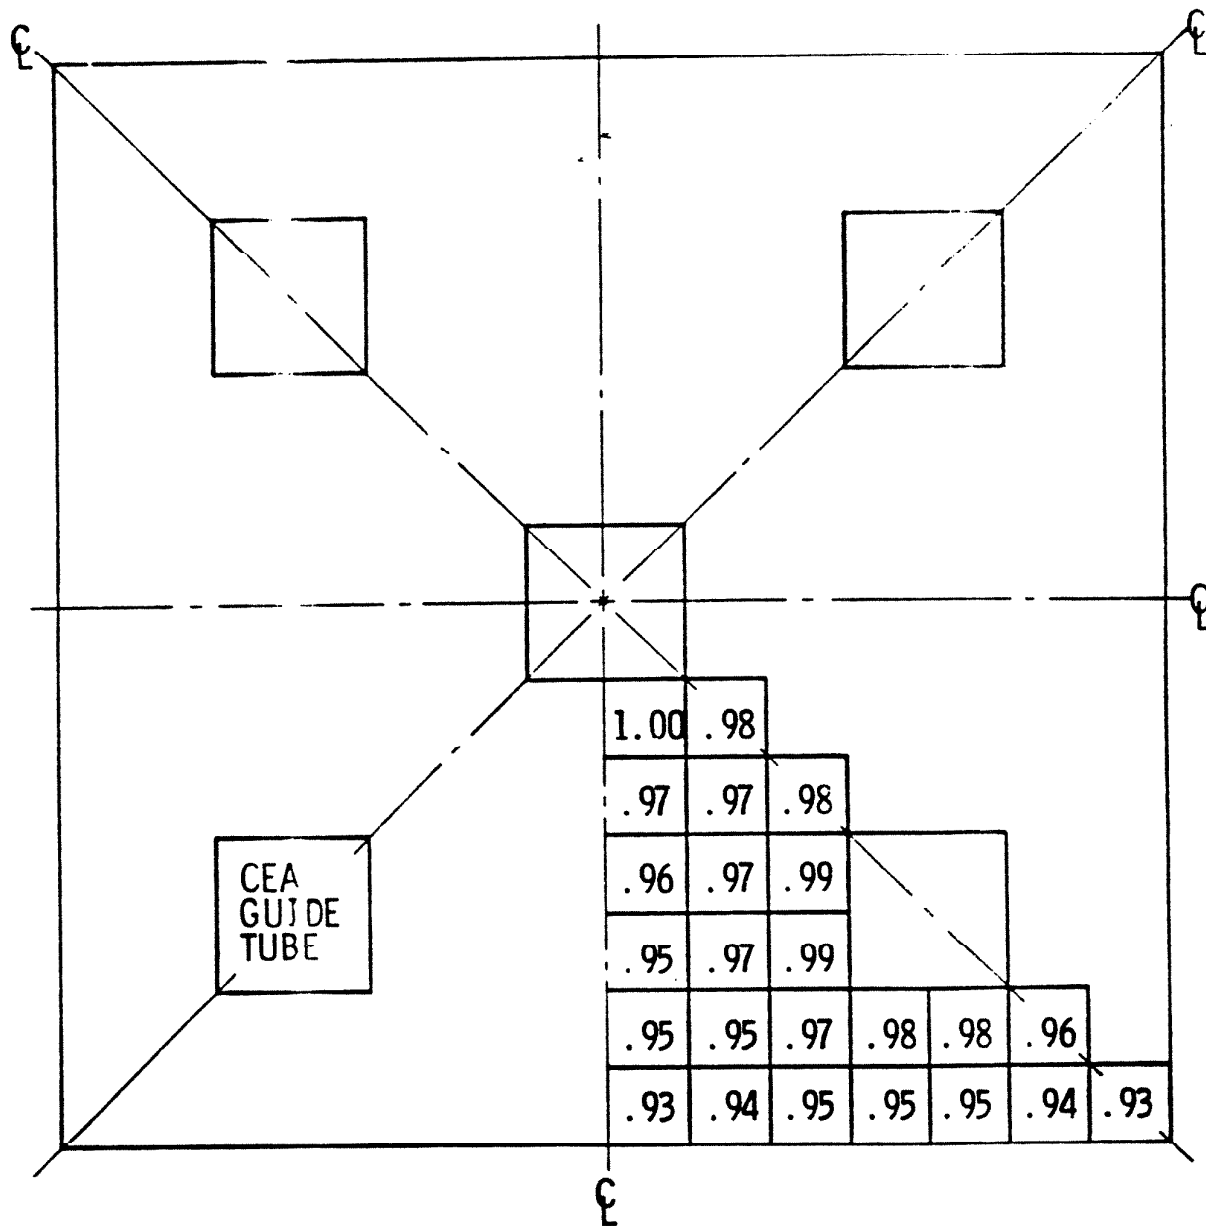 ℄ ℄
℄
1.00 .98
.97 .97 .98
.96 .97 .99
CEA
GUIDE
TUBE
.95 .97 .99
.95 .95 .97 .98 .98 .96
.93 .94 .95 .95 .95 .94 .93
℄